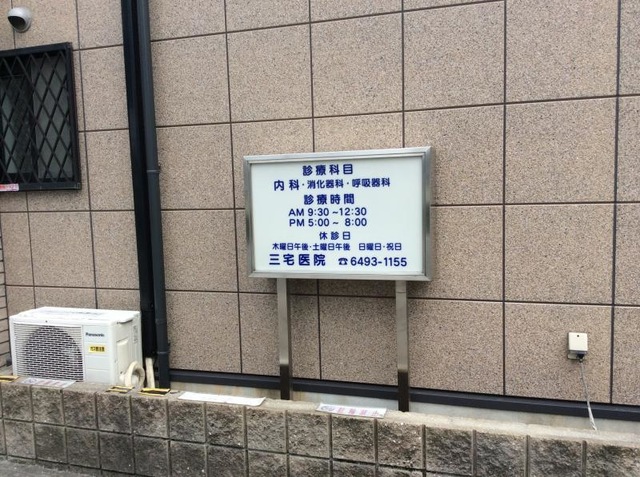 診療科目
内科・消化器科・呼吸器科
診療時間
AM 9:30~12:30
PM 5:00~ 8:00
休診日
木曜日午後・土曜日午後 日曜日・祝日
三宅医院 ☎6493-1155
Panasonic